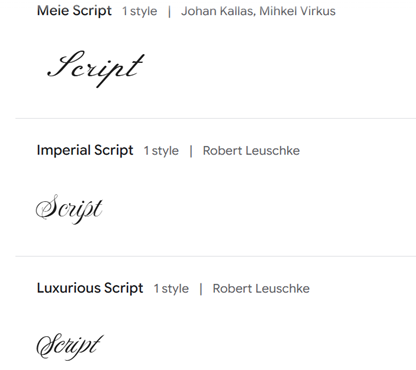 Meie Script 1 style | Johan Kallas, Mihkel Virkus
Script
Imperial Script 1 style | Robert Leuschke
Script
Luxurious Script 1 style | Robert Leuschke
Script